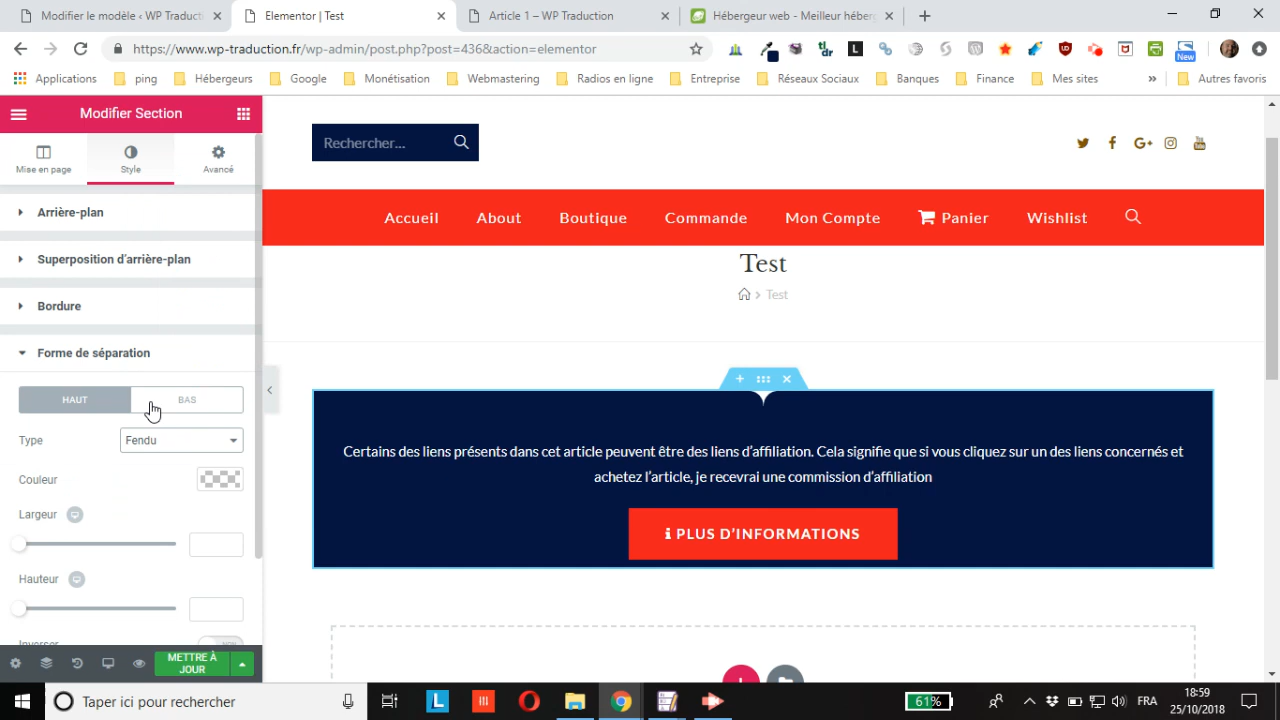 Modifier le modèle ‹ WP Traduc
Elementor | Test
Article 1 – WP Traduction
Hébergeur web - Meilleur héber
https://www.wp-traduction.fr/wp-admin/post.php?post=436&action=elementor
New
Applications
ping
Hébergeurs
Google
Monétisation
Webmastering
Radios en ligne
Entreprise
Réseaux Sociaux
Banques
Finance
Mes sites
»
Autres favoris
Modifier Section
Mise en page
Style
Avancé
Arrière-plan
Superposition d'arrière-plan
Bordure
Forme de séparation
HAUT
BAS
Type
Fendu
Couleur
Largeur
Hauteur
Inverser
NON
METTRE À
JOUR
Rechercher...
Accueil
About
Boutique
Commande
Mon Compte
Panier
Wishlist
Test
Test
Certains des liens présents dans cet article peuvent être des liens d'affiliation. Cela signifie que si vous cliquez sur un des liens concernés et
achetez l'article, je recevrai une commission d'affiliation
PLUS D'INFORMATIONS
Taper ici pour rechercher
61%
FRA
18:59
25/10/2018